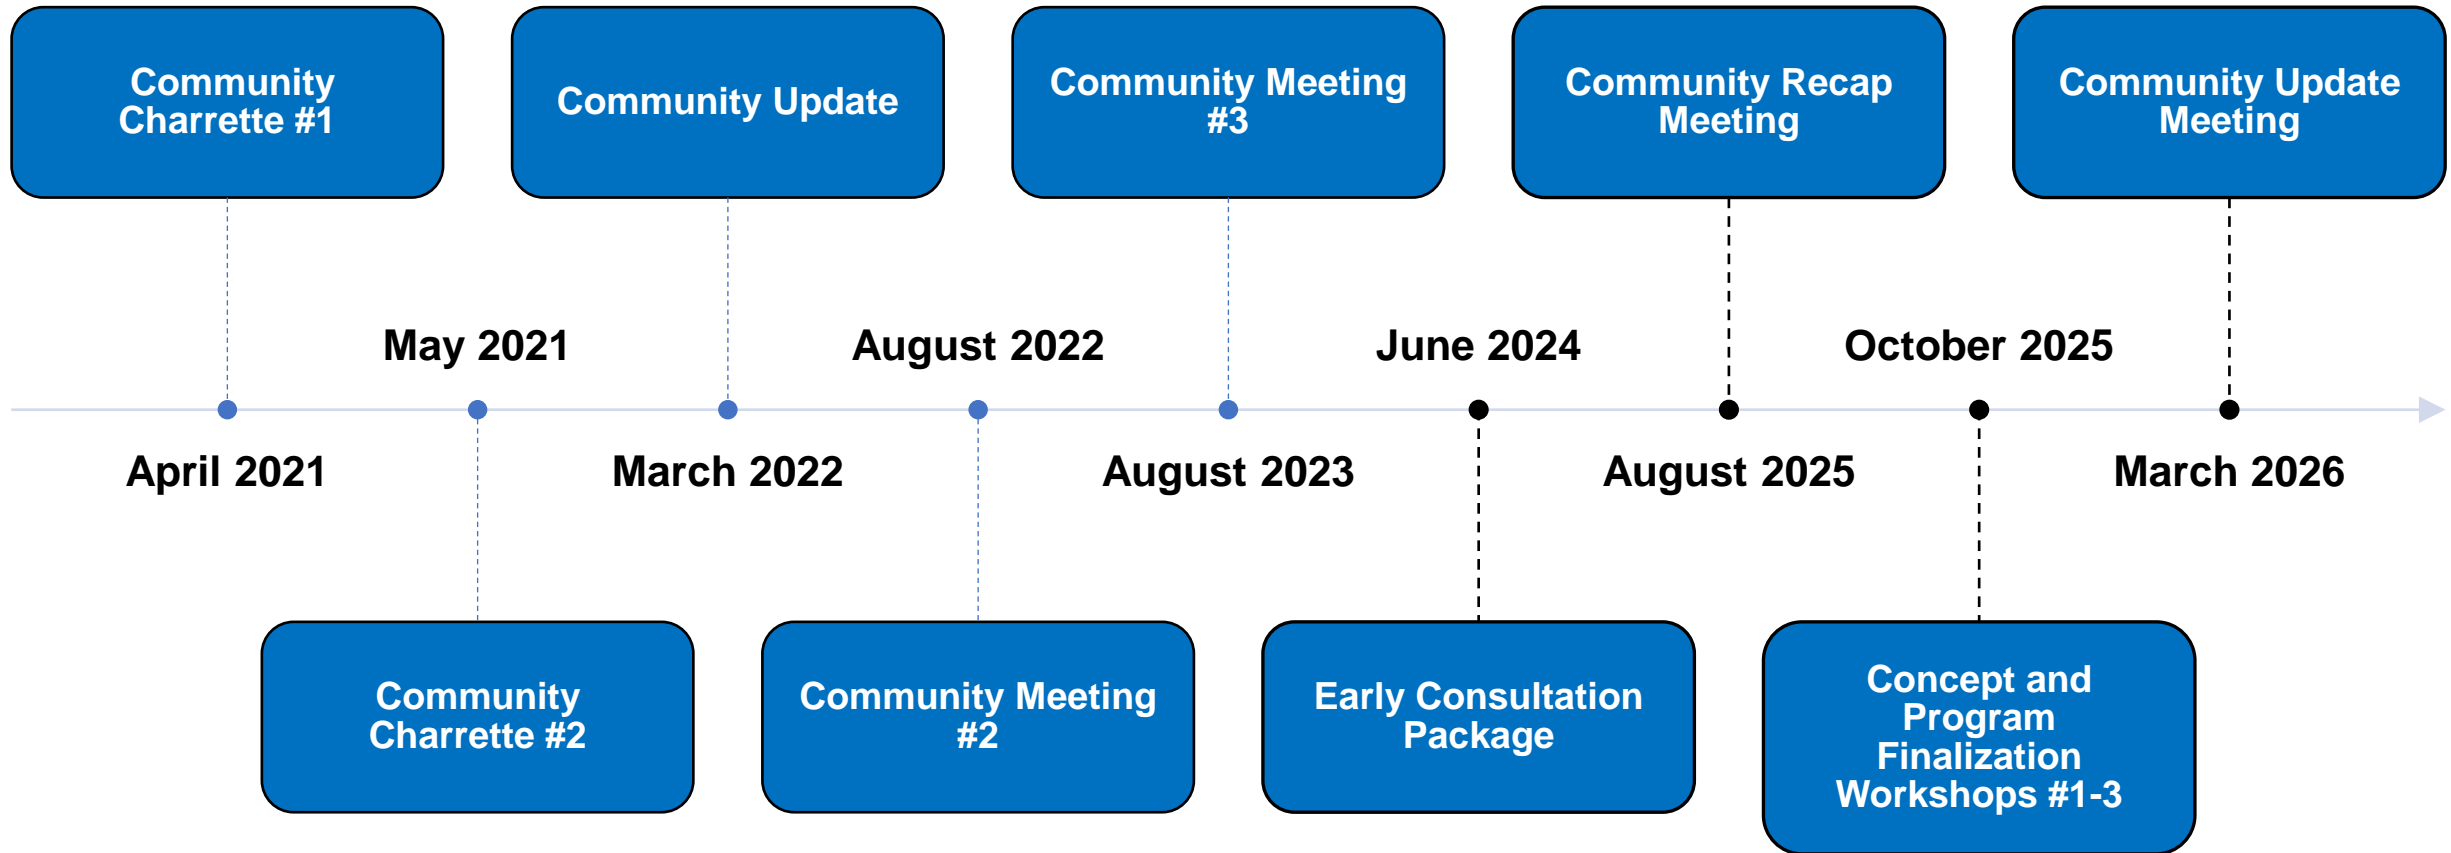 Community
Charrette #1
Community Update
Community Meeting
#3
Community Recap
Meeting
Community Update
Meeting
May 2021
August 2022
June 2024
October 2025
April 2021
March 2022
August 2023
August 2025
March 2026
Community
Charrette #2
Community Meeting
#2
Early Consultation
Package
Concept and
Program
Finalization
Workshops #1-3